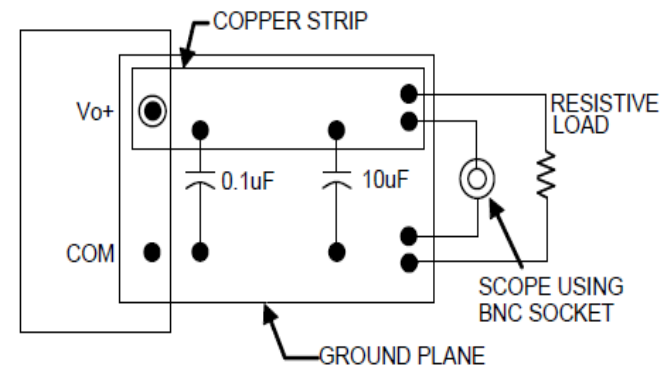 COPPER STRIP
Vo+
RESISTIVE
LOAD
0.1uF
10uF
COM
SCOPE USING
BNC SOCKET
GROUND PLANE